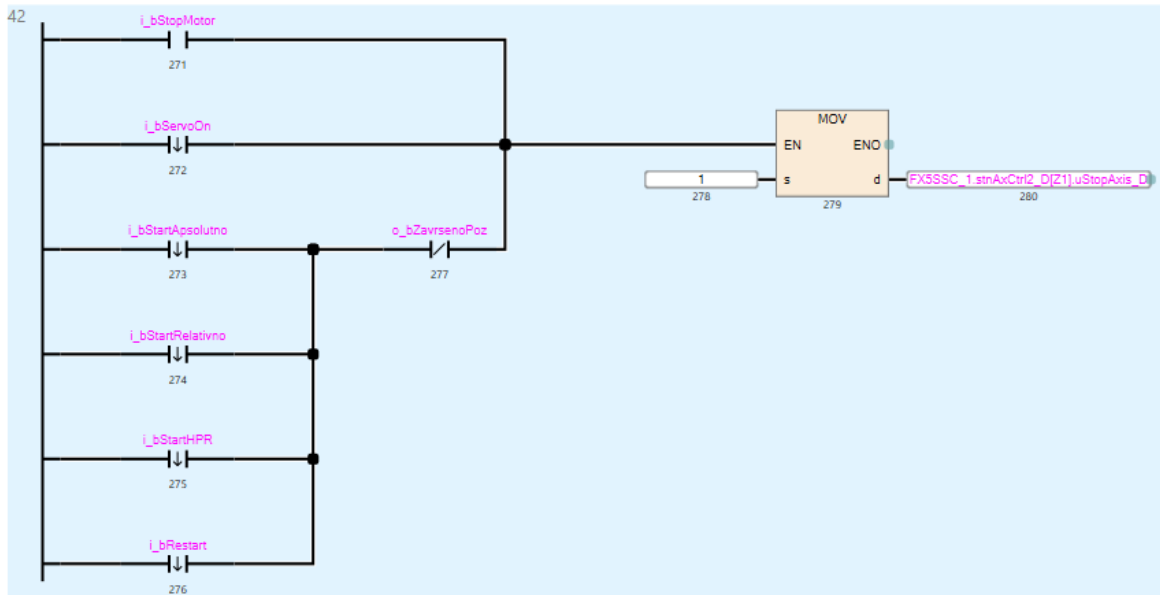 42
i_bStopMotor
271
i_bServoOn
272
MOV
EN ENO
1 s d FX5SSC_1.stnAxCtrl2_D[Z1].uStopAxis_D
278 279 280
i_bStartApsolutno
273
o_bZavrsenoPoz
277
i_bStartRelativno
274
i_bStartHPR
275
i_bRestart
276